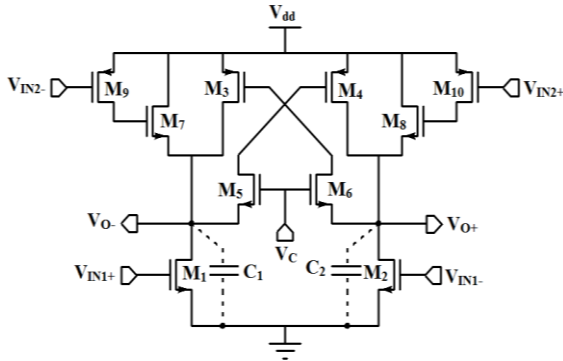 Vdd
VIN2- M9 M3 M4 M10 VIN2+
M7 M8
M5 M6
VO- VC VO+
VIN1+ M1 C1 C2 M2 VIN1-